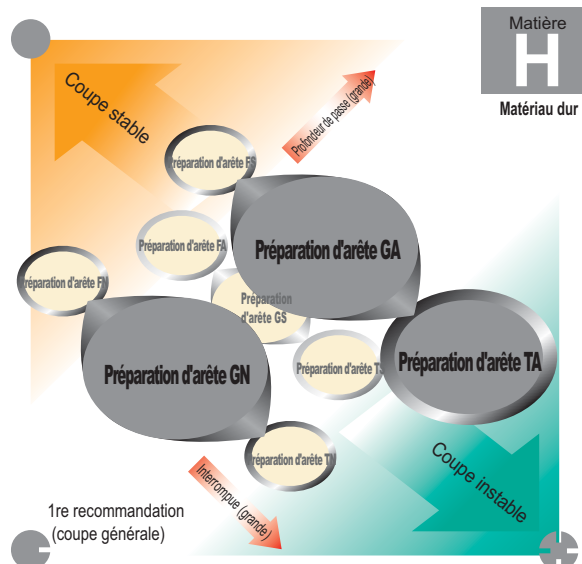 Matière
H
Matériau dur
Coupe stable
Profondeur de passe (grande)
Préparation d'arête FS
Préparation d'arête FA
Préparation d'arête GA
Préparation d'arête FN
Préparation
d'arête GS
Préparation d'arête GN
Préparation d'arête TS
Préparation d'arête TA
Préparation d'arête TN
Interrompue (grande)
Coupe instable
1re recommandation
(coupe générale)